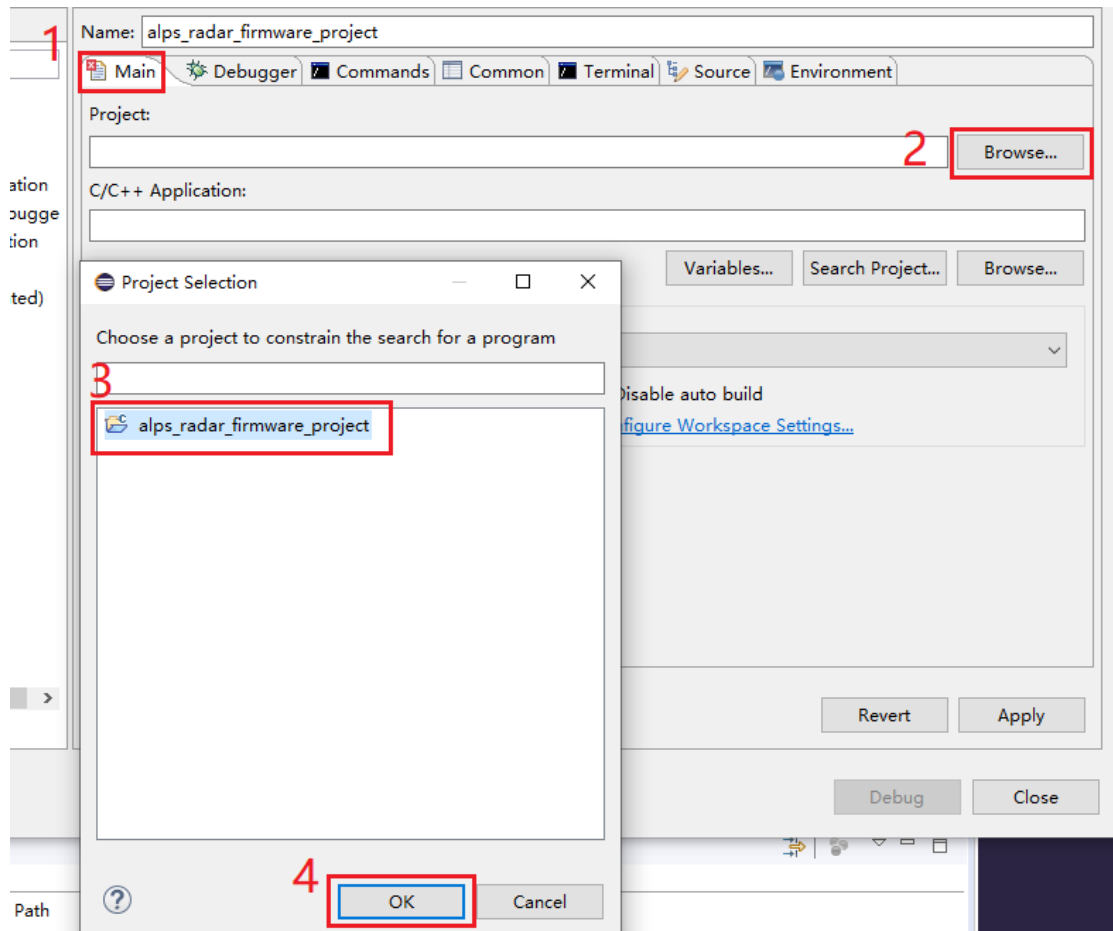 1
Name: alps_radar_firmware_project
Main Debugger Commands Common Terminal Source Environment
Project:
2 Browse...
ation
C/C++ Application:
bugge
tion
Variables... Search Project... Browse...
Project Selection
ted)
Choose a project to constrain the search for a program
3
Disable auto build
alps_radar_firmware_project
figure Workspace Settings...
Revert Apply
Debug Close
4
OK Cancel
Path